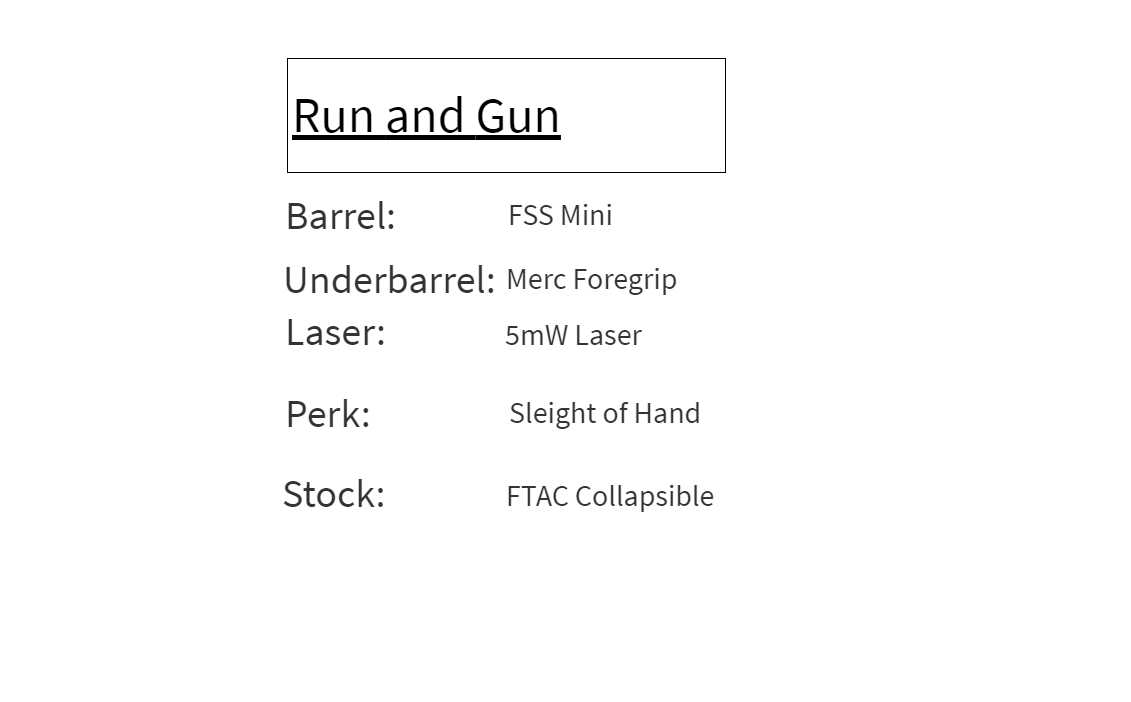 Run and Gun
Barrel: FSS Mini
Underbarrel: Merc Foregrip
Laser: 5mW Laser
Perk: Sleight of Hand
Stock: FTAC Collapsible